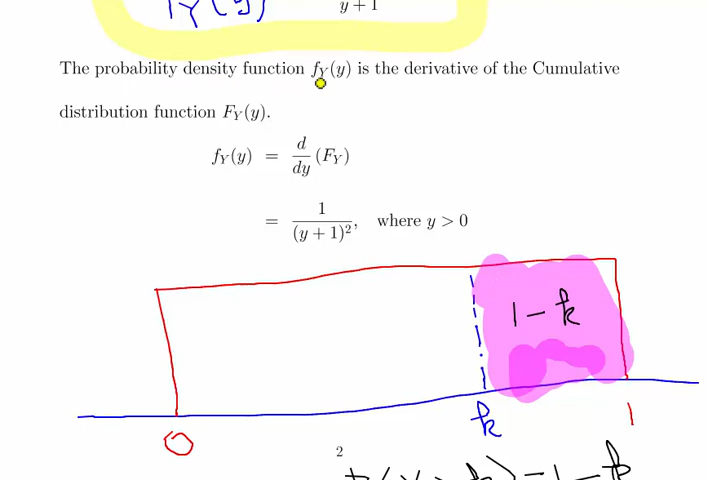 y + 1
The probability density function f_Y(y) is the derivative of the Cumulative
distribution function F_Y(y).
f_Y(y) = d/dy (F_Y)
= 1/(y + 1)², where y > 0
1 − k
k
0
1
2
= 1 − k